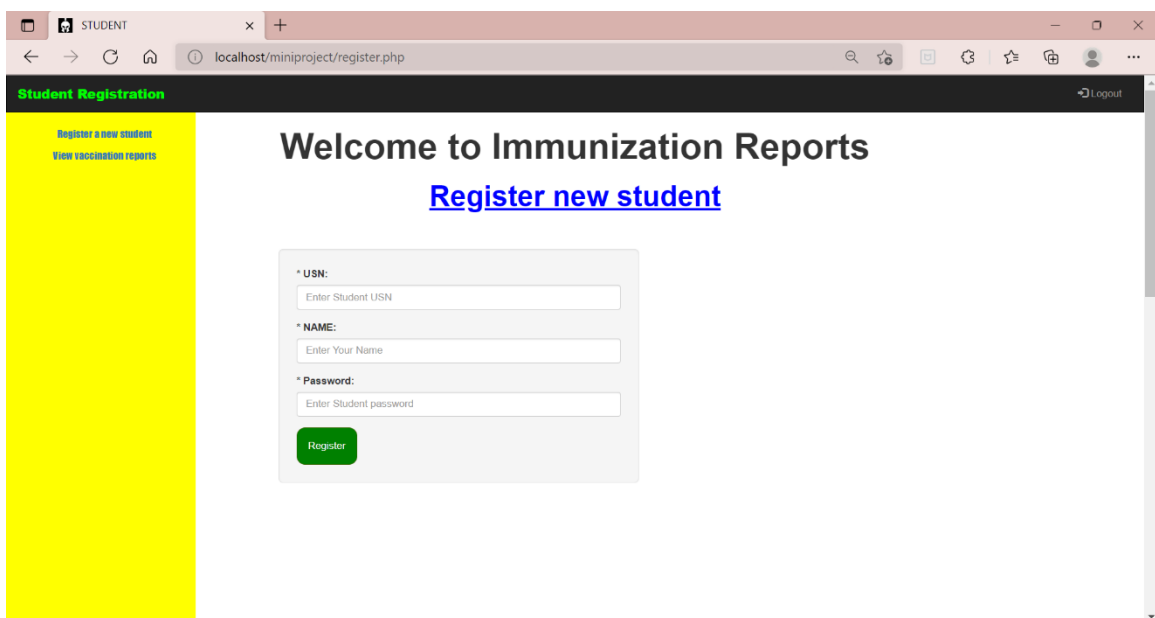 STUDENT
localhost/miniproject/register.php
Student Registration
Logout
Register a new student
View vaccination reports
Welcome to Immunization Reports
Register new student
* USN:
Enter Student USN
* NAME:
Enter Your Name
* Password:
Enter Student password
Register